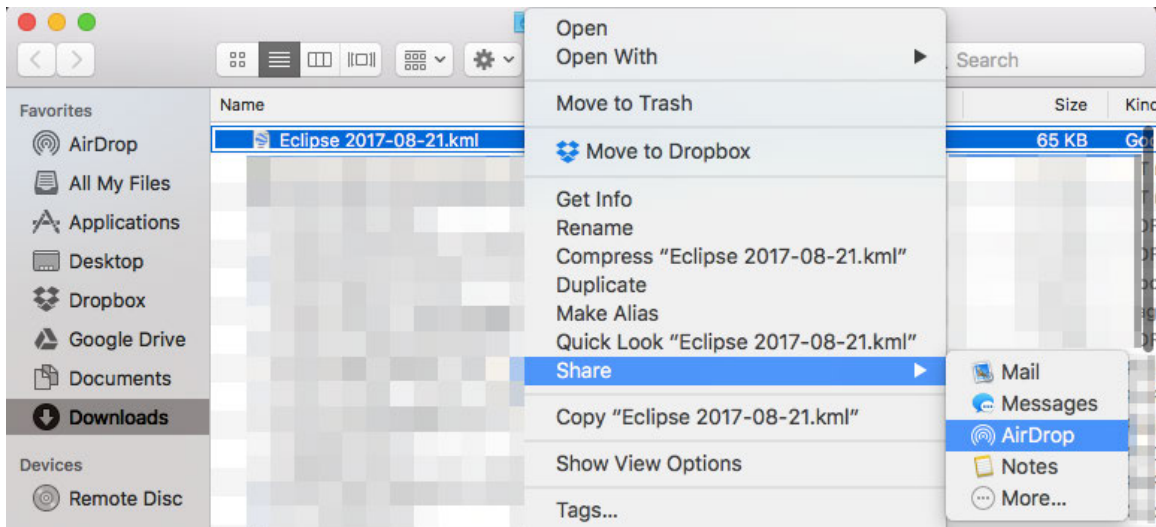 Search
Favorites
AirDrop
All My Files
Applications
Desktop
Dropbox
Google Drive
Documents
Downloads
Devices
Remote Disc
Name
Size
Eclipse 2017-08-21.kml
65 KB
Open
Open With
Move to Trash
Move to Dropbox
Get Info
Rename
Compress “Eclipse 2017-08-21.kml”
Duplicate
Make Alias
Quick Look “Eclipse 2017-08-21.kml”
Share
Copy “Eclipse 2017-08-21.kml”
Show View Options
Tags...
Mail
Messages
AirDrop
Notes
More...